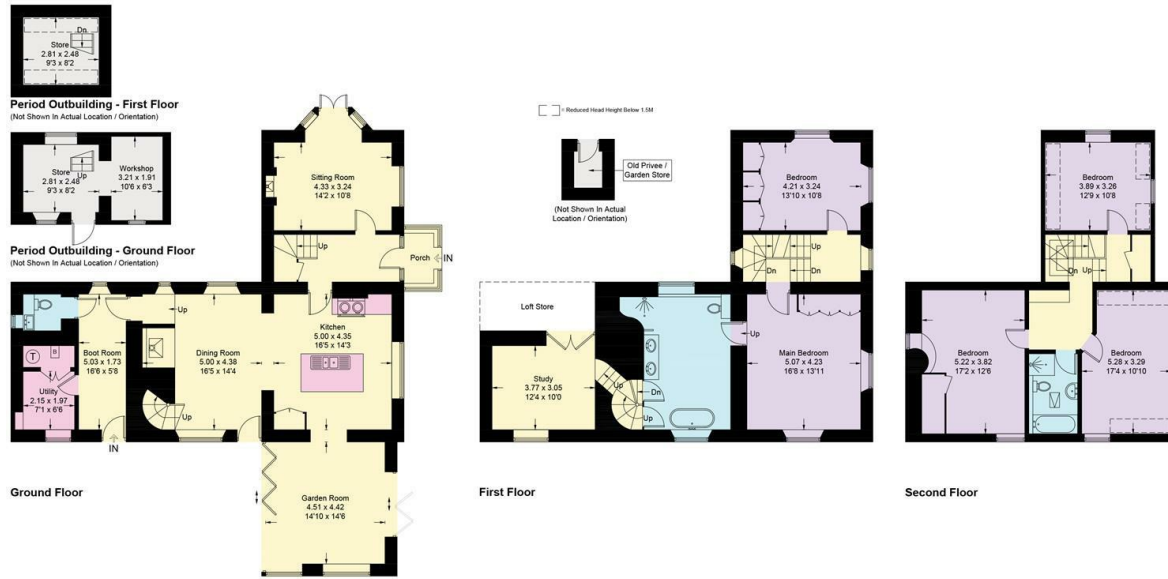 Dn
Store
2.81 x 2.48
9'3 x 8'2
Period Outbuilding - First Floor
(Not Shown In Actual Location / Orientation)
Store
2.81 x 2.48
9'3 x 8'2
Up
Workshop
3.21 x 1.91
10'6 x 6'3
Period Outbuilding - Ground Floor
(Not Shown In Actual Location / Orientation)
Sitting Room
4.33 x 3.24
14'2 x 10'8
Up
Porch
IN
Up
Kitchen
5.00 x 4.35
16'5 x 14'3
Dining Room
5.00 x 4.38
16'5 x 14'4
Boot Room
5.03 x 1.73
16'6 x 5'8
T
B
Utility
2.15 x 1.97
7'1 x 6'6
Up
IN
Garden Room
4.51 x 4.42
14'10 x 14'6
Ground Floor
= Reduced Head Height Below 1.5M
Old Privee /
Garden Store
(Not Shown In Actual
Location / Orientation)
Bedroom
4.21 x 3.24
13'10 x 10'8
Up
Dn
Dn
Loft Store
Up
Study
3.77 x 3.05
12'4 x 10'0
Up
Dn
Up
Main Bedroom
5.07 x 4.23
16'8 x 13'11
First Floor
Bedroom
3.89 x 3.26
12'9 x 10'8
Dn
Up
Bedroom
5.22 x 3.82
17'2 x 12'6
Bedroom
5.28 x 3.29
17'4 x 10'10
Second Floor